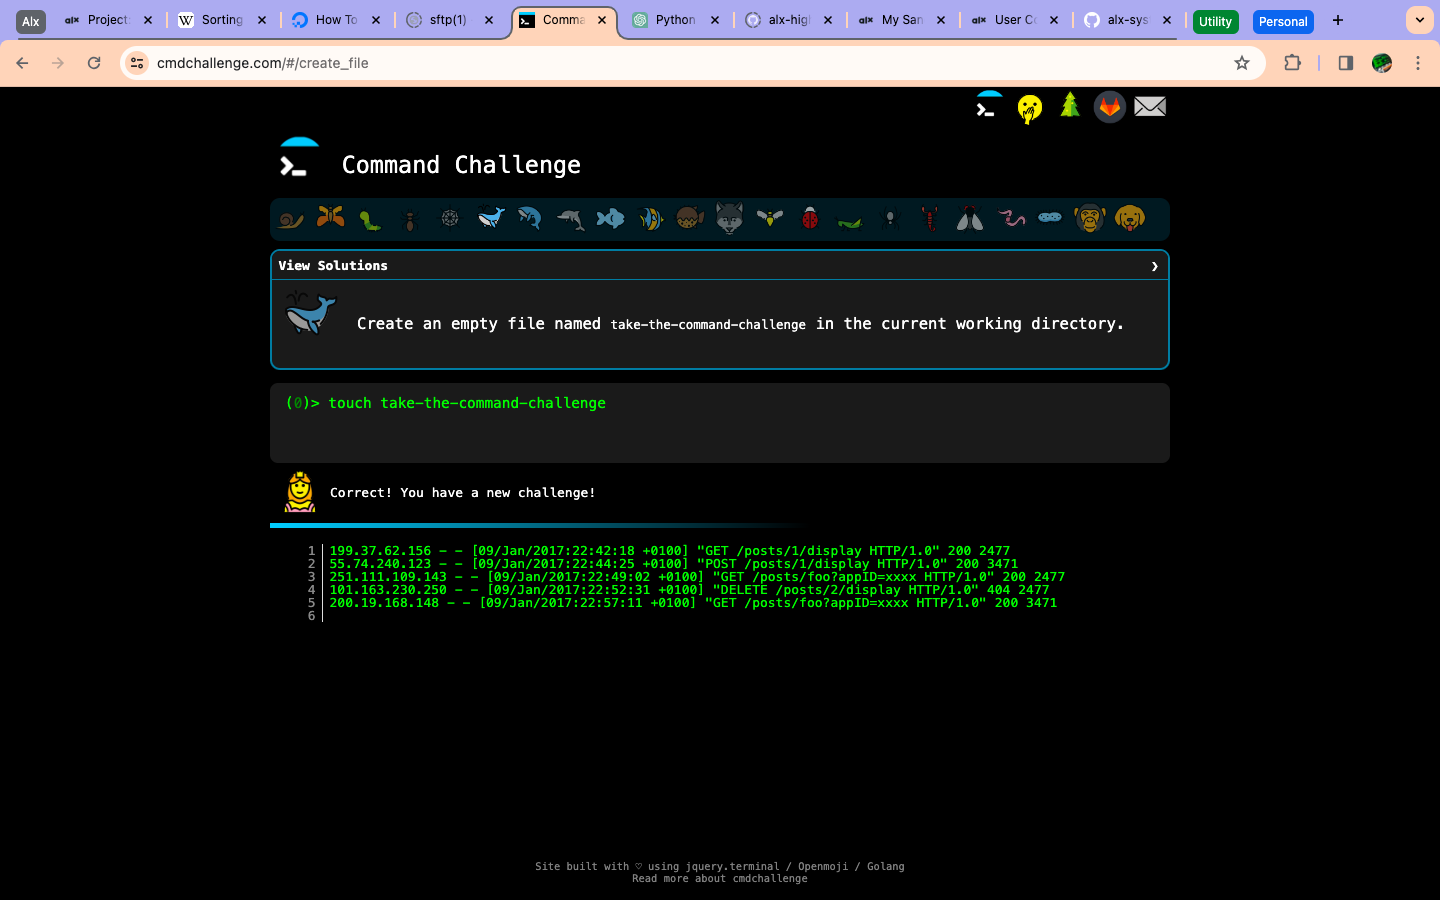 Alx
Project:
Sorting
How To
sftp(1)
Comma
Python
alx-hig
My San
User Ce
alx-sys
Utility
Personal
cmdchallenge.com/#/create_file
Command Challenge
View Solutions
Create an empty file named take-the-command-challenge in the current working directory.
(0)> touch take-the-command-challenge
Correct! You have a new challenge!
1 199.37.62.156 - - [09/Jan/2017:22:42:18 +0100] "GET /posts/1/display HTTP/1.0" 200 2477
2 55.74.240.123 - - [09/Jan/2017:22:44:25 +0100] "POST /posts/1/display HTTP/1.0" 200 3471
3 251.111.109.143 - - [09/Jan/2017:22:49:02 +0100] "GET /posts/foo?appID=xxxx HTTP/1.0" 200 2477
4 101.163.230.250 - - [09/Jan/2017:22:52:31 +0100] "DELETE /posts/2/display HTTP/1.0" 404 2477
5 200.19.168.148 - - [09/Jan/2017:22:57:11 +0100] "GET /posts/foo?appID=xxxx HTTP/1.0" 200 3471
6
Site built with ♡ using jquery.terminal / Openmoji / Golang
Read more about cmdchallenge